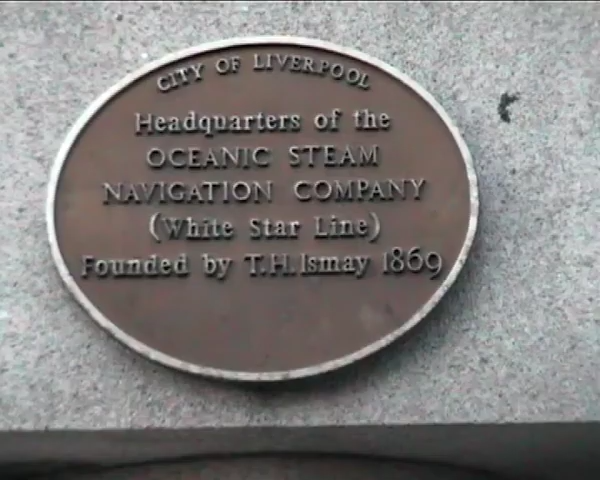 CITY OF LIVERPOOL
Headquarters of the
OCEANIC STEAM
NAVIGATION COMPANY
(White Star Line)
Founded by T.H. Ismay 1869